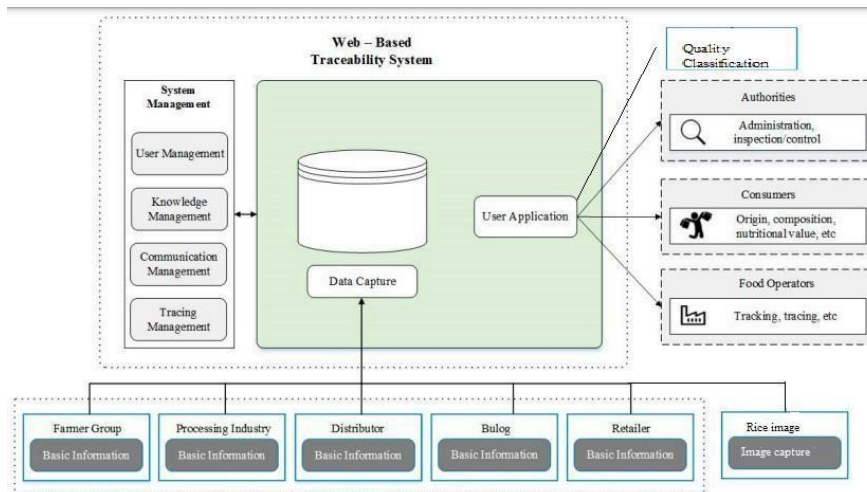 Web – Based
Traceability System
System
Management
User Management
Knowledge
Management
Communication
Management
Tracing
Management
Data Capture
User Application
Quality
Classification
Authorities
Administration,
inspection/control
Consumers
Origin, composition,
nutritional value, etc
Food Operators
Tracking, tracing, etc
Farmer Group
Basic Information
Processing Industry
Basic Information
Distributor
Basic Information
Bulog
Basic Information
Retailer
Basic Information
Rice image
Image capture